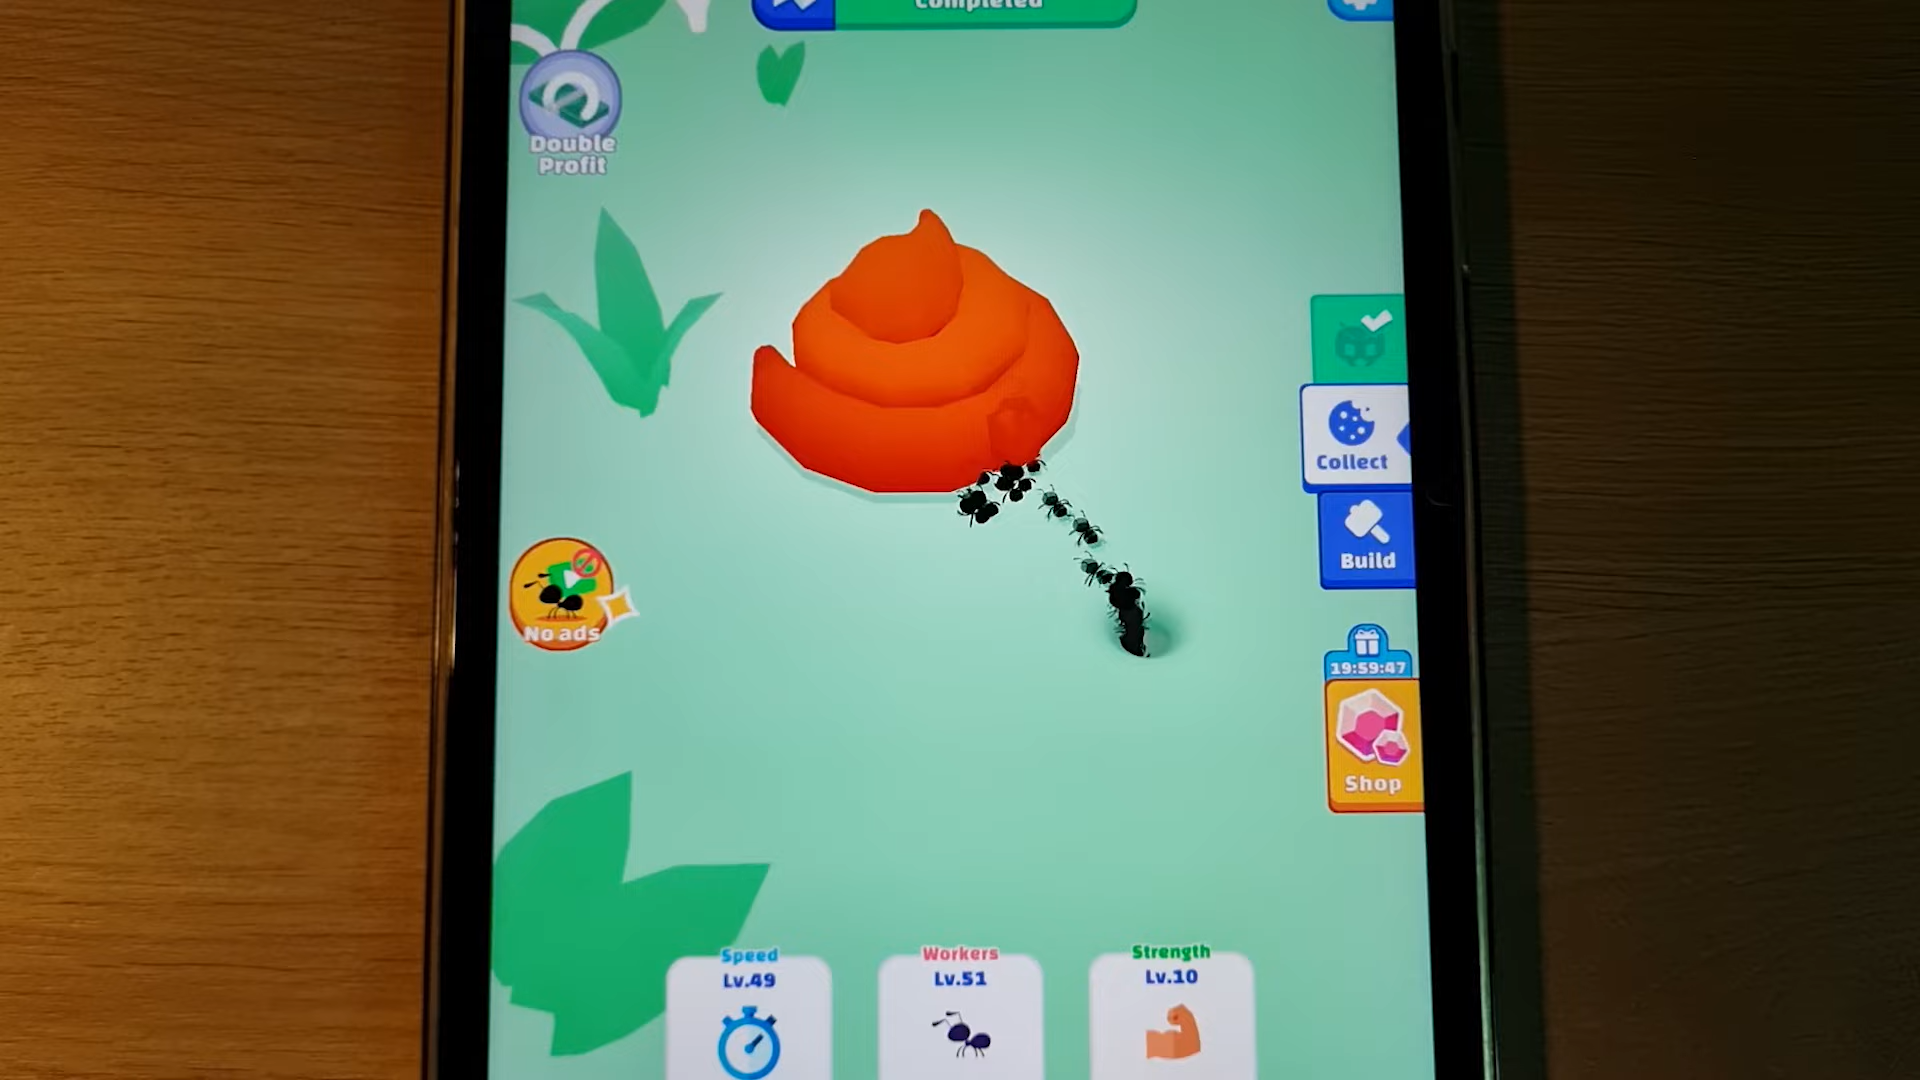 Completed
Double
Profit
Collect
Build
No ads
19:59:47
Shop
Speed
Lv.49
Workers
Lv.51
Strength
Lv.10